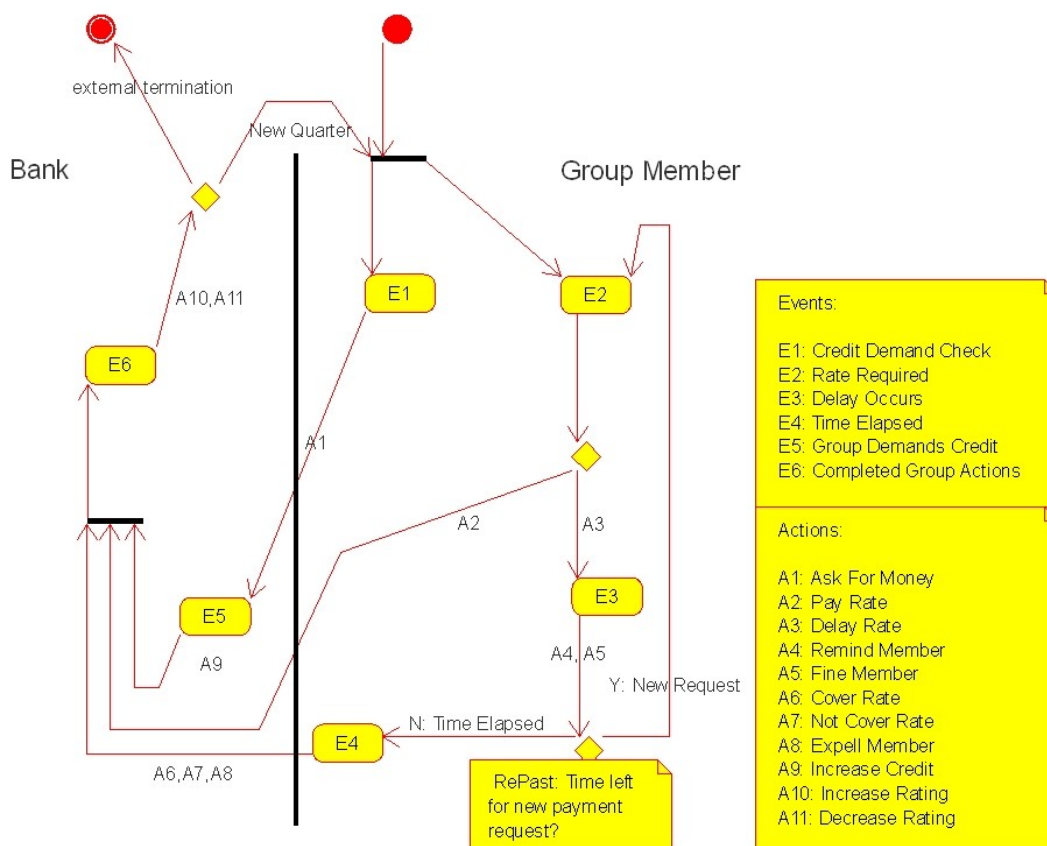 external termination
New Quarter
Bank
Group Member
A10,A11
E1
E2
E6
A1
A2
A3
E5
E3
A9
A4, A5
Y: New Request
N: Time Elapsed
E4
A6,A7,A8
RePast: Time left
for new payment
request?
Events:
E1: Credit Demand Check
E2: Rate Required
E3: Delay Occurs
E4: Time Elapsed
E5: Group Demands Credit
E6: Completed Group Actions
Actions:
A1: Ask For Money
A2: Pay Rate
A3: Delay Rate
A4: Remind Member
A5: Fine Member
A6: Cover Rate
A7: Not Cover Rate
A8: Expell Member
A9: Increase Credit
A10: Increase Rating
A11: Decrease Rating